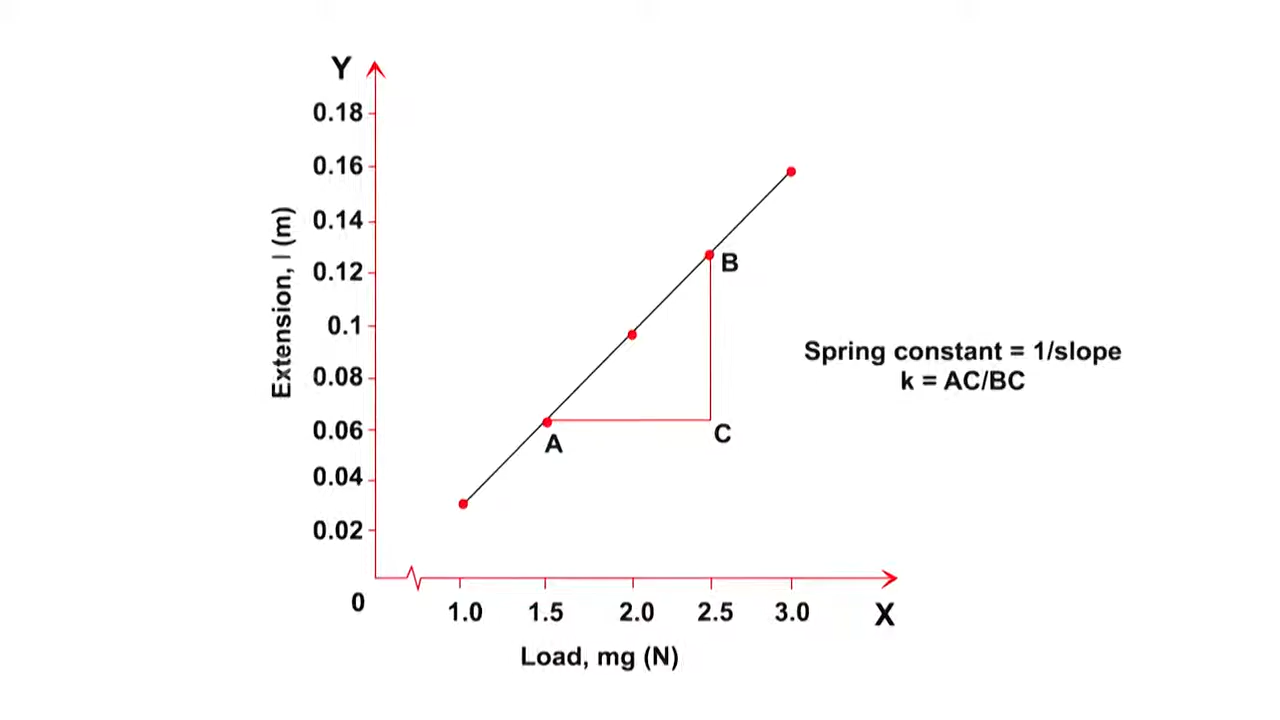 Y
0.18
0.16
0.14
0.12
0.1
0.08
0.06
0.04
0.02
0
Extension, l (m)
B
A
C
Spring constant = 1/slope
k = AC/BC
1.0 1.5 2.0 2.5 3.0 X
Load, mg (N)